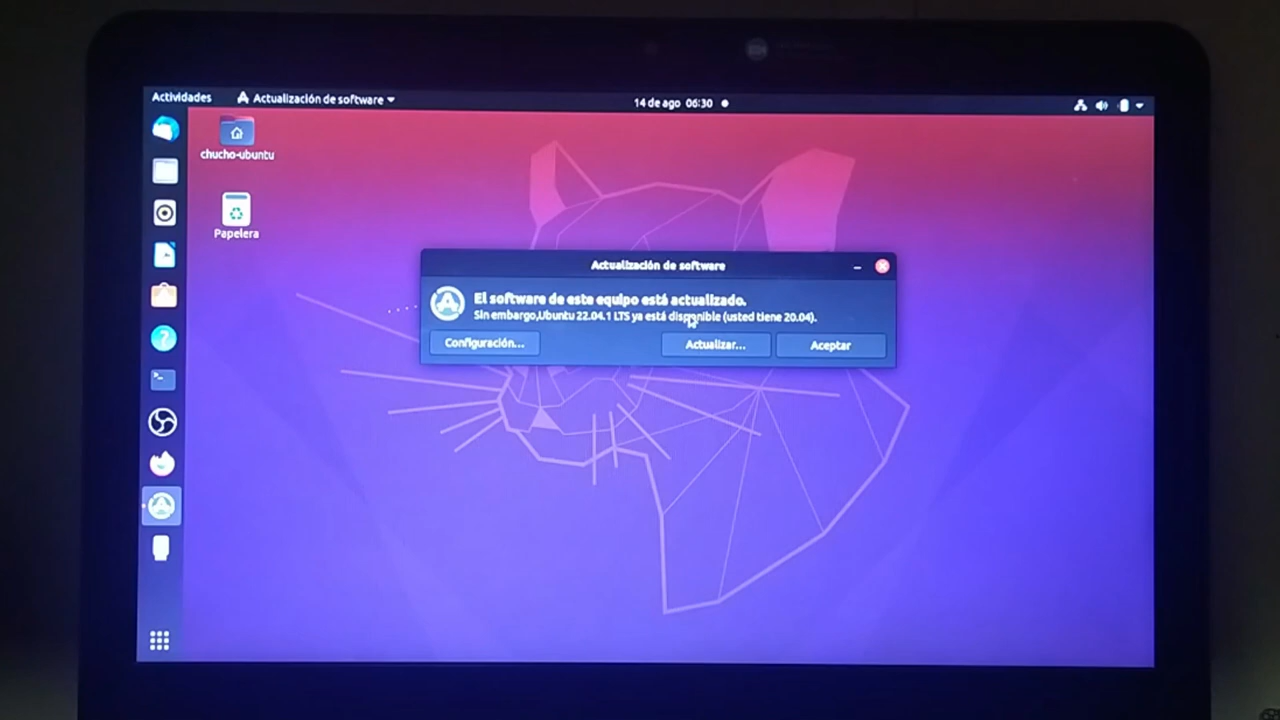 Actividades
Actualización de software
14 de ago 06:30
chucho-ubuntu
Papelera
Actualización de software
El software de este equipo está actualizado.
Sin embargo,Ubuntu 22.04.1 LTS ya está disponible (usted tiene 20.04).
Configuración...
Actualizar...
Aceptar